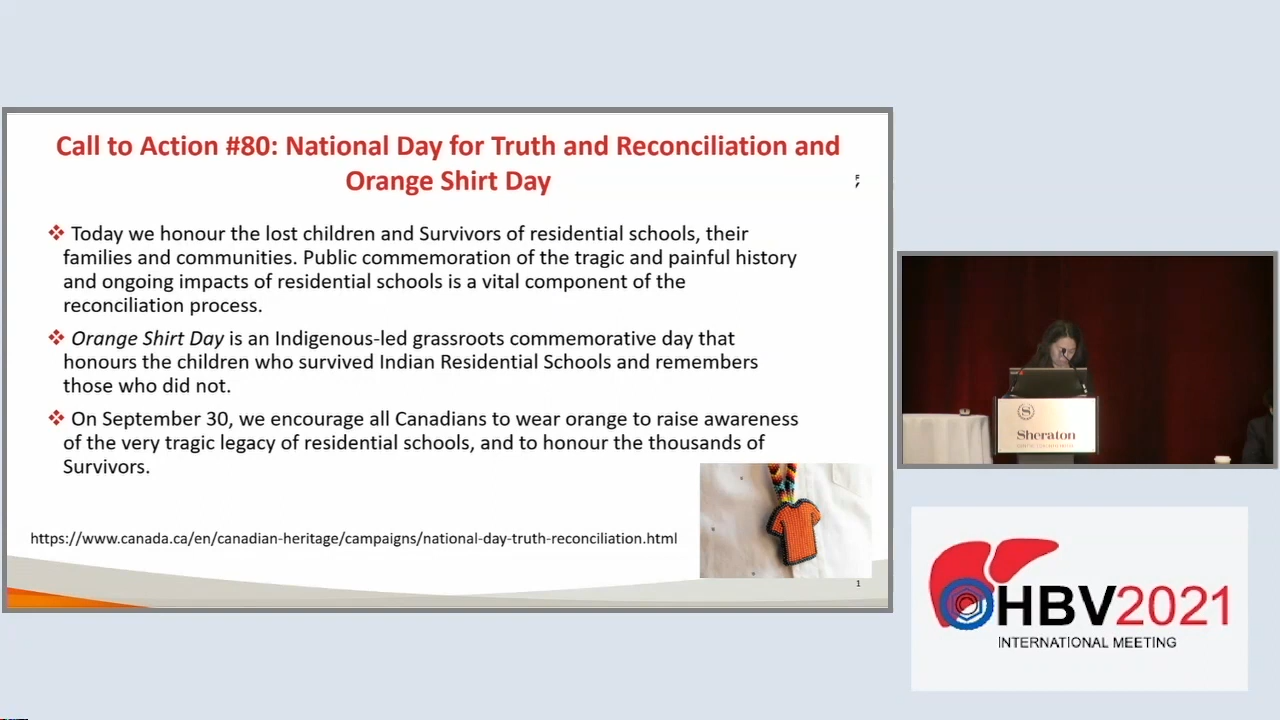 Call to Action #80: National Day for Truth and Reconciliation and
Orange Shirt Day
❖ Today we honour the lost children and Survivors of residential schools, their
families and communities. Public commemoration of the tragic and painful history
and ongoing impacts of residential schools is a vital component of the
reconciliation process.
❖ Orange Shirt Day is an Indigenous-led grassroots commemorative day that
honours the children who survived Indian Residential Schools and remembers
those who did not.
❖ On September 30, we encourage all Canadians to wear orange to raise awareness
of the very tragic legacy of residential schools, and to honour the thousands of
Survivors.
https://www.canada.ca/en/canadian-heritage/campaigns/national-day-truth-reconciliation.html
1
Sheraton
HBV2021
INTERNATIONAL MEETING